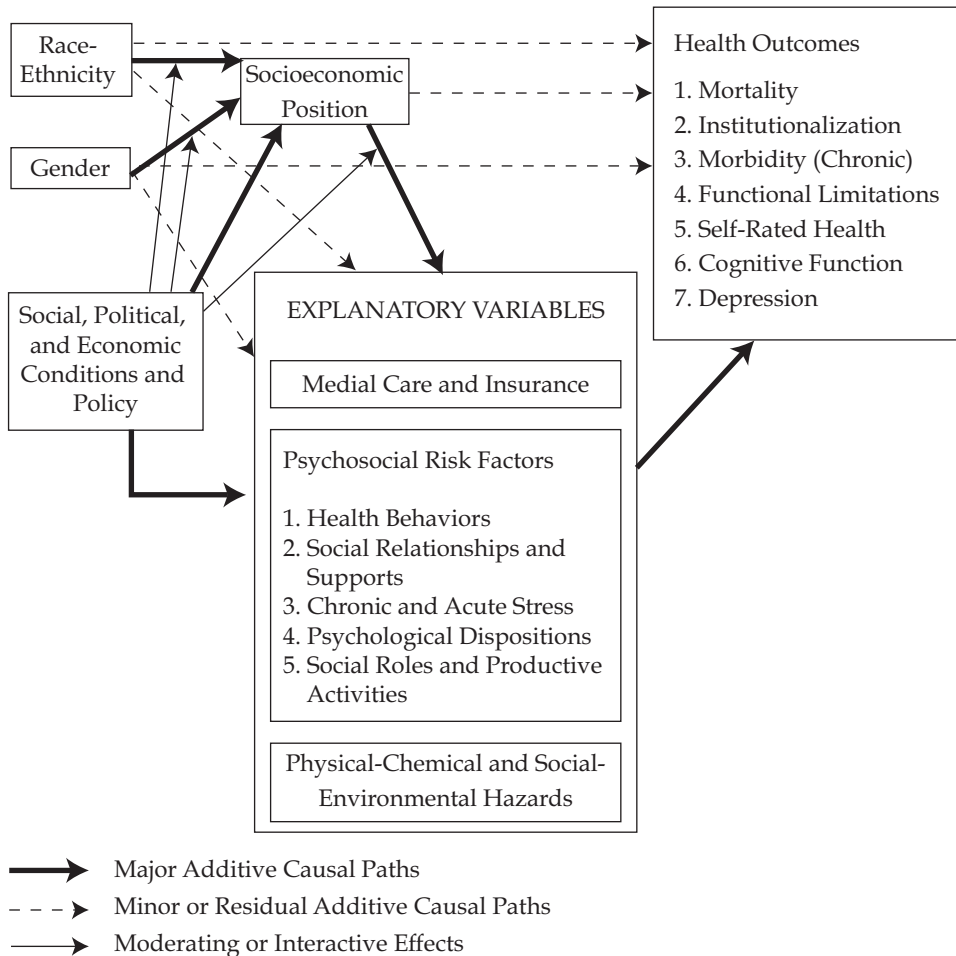 Race-
Ethnicity
Socioeconomic
Position
Gender
Social, Political,
and Economic
Conditions and
Policy
Health Outcomes
1. Mortality
2. Institutionalization
3. Morbidity (Chronic)
4. Functional Limitations
5. Self-Rated Health
6. Cognitive Function
7. Depression
EXPLANATORY VARIABLES
Medial Care and Insurance
Psychosocial Risk Factors
1. Health Behaviors
2. Social Relationships and
Supports
3. Chronic and Acute Stress
4. Psychological Dispositions
5. Social Roles and Productive
Activities
Physical-Chemical and Social-
Environmental Hazards
Major Additive Causal Paths
Minor or Residual Additive Causal Paths
Moderating or Interactive Effects